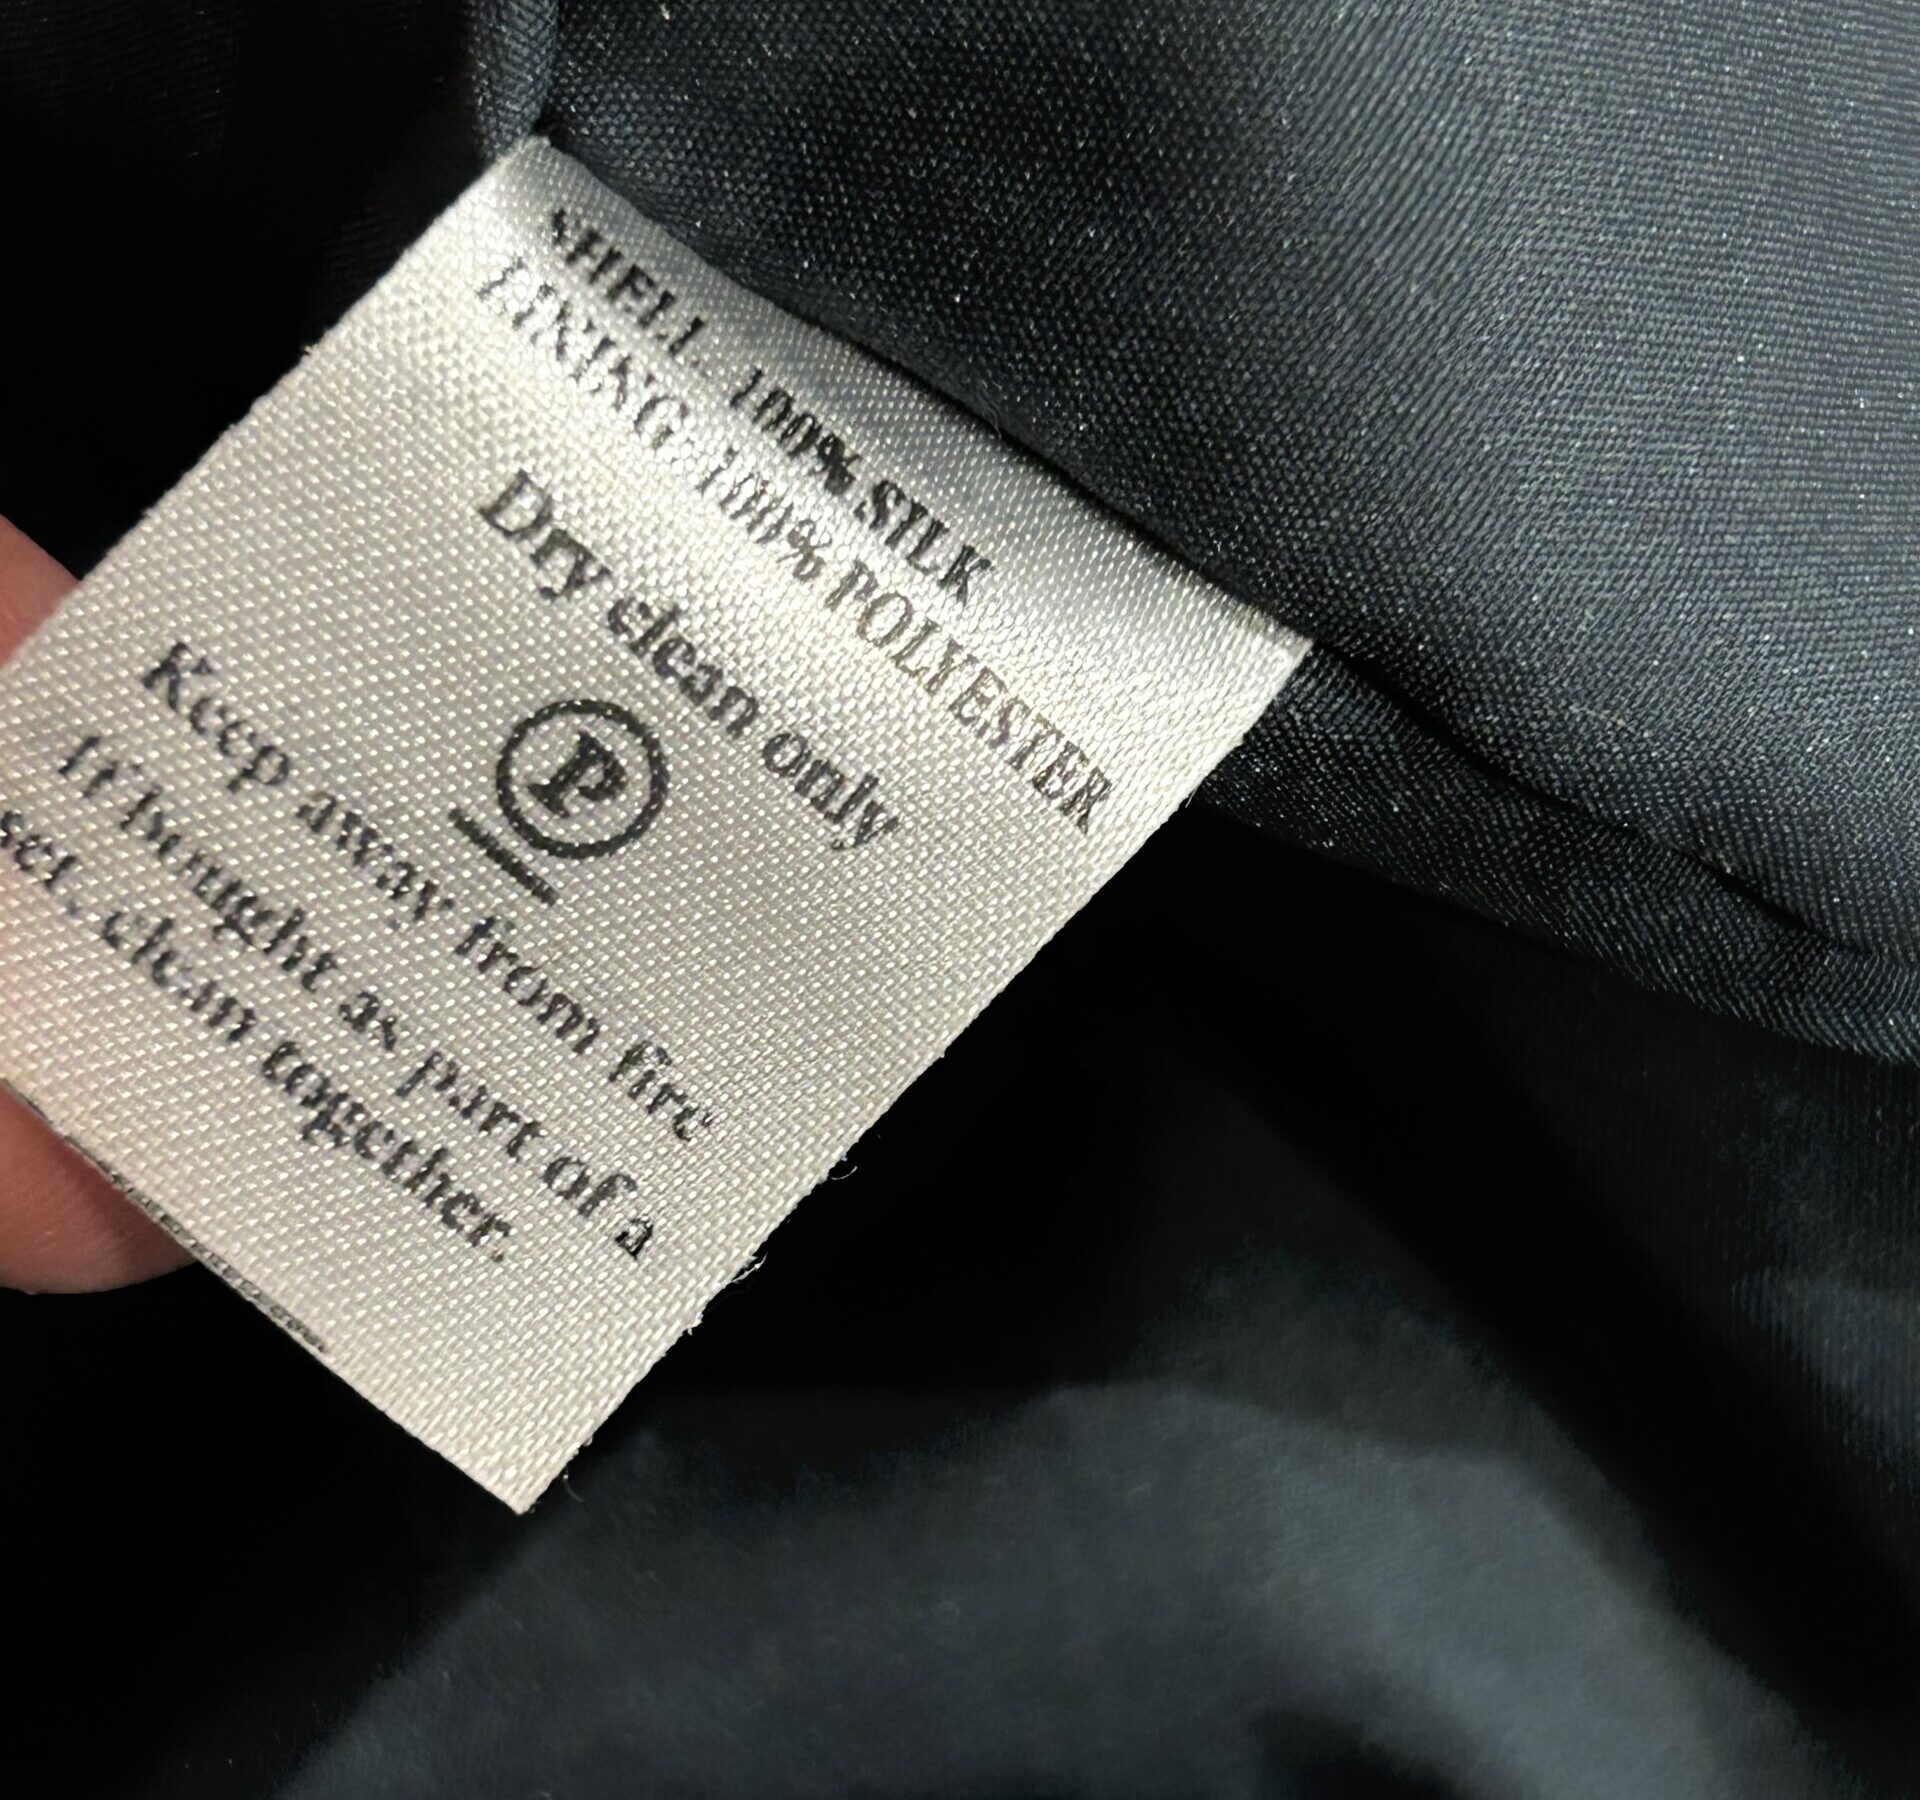 SHELL 100% SILK
LINING 100% POLYESTER
Dry clean only
P
Keep away from fire
If bought as part of a
set, clean together.